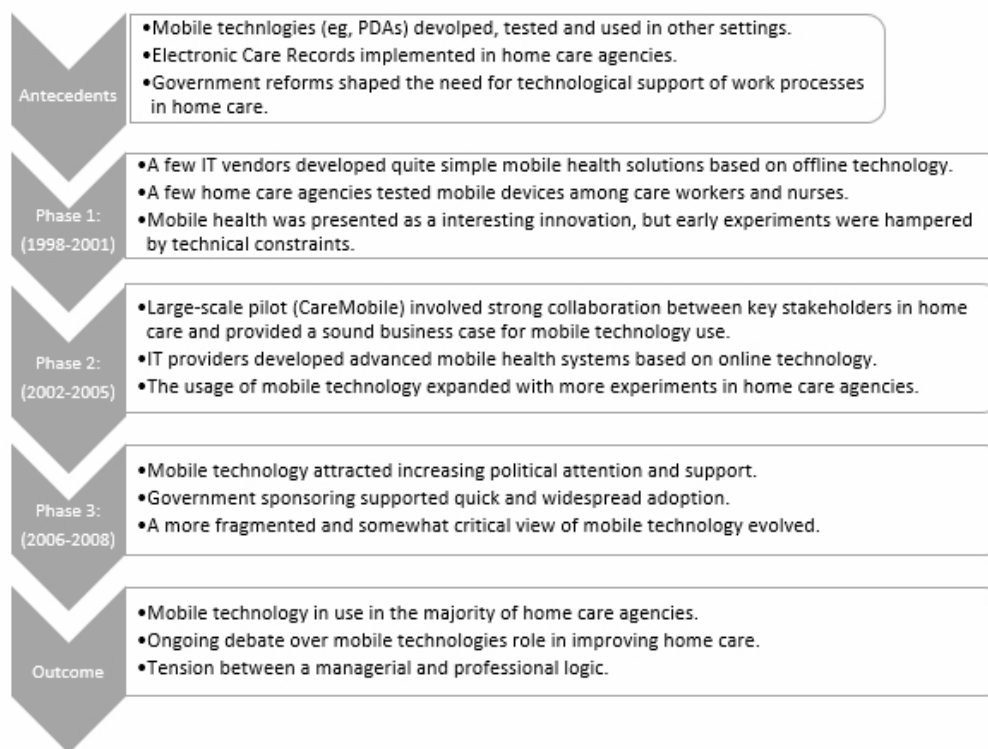 Antecedents
•Mobile technlogies (eg, PDAs) devolped, tested and used in other settings.
•Electronic Care Records implemented in home care agencies.
•Government reforms shaped the need for technological support of work processes
in home care.
Phase 1:
(1998-2001)
•A few IT vendors developed quite simple mobile health solutions based on offline technology.
•A few home care agencies tested mobile devices among care workers and nurses.
•Mobile health was presented as a interesting innovation, but early experiments were hampered
by technical constraints.
Phase 2:
(2002-2005)
•Large-scale pilot (CareMobile) involved strong collaboration between key stakeholders in home
care and provided a sound business case for mobile technology use.
•IT providers developed advanced mobile health systems based on online technology.
•The usage of mobile technology expanded with more experiments in home care agencies.
Phase 3:
(2006-2008)
•Mobile technology attracted increasing political attention and support.
•Government sponsoring supported quick and widespread adoption.
•A more fragmented and somewhat critical view of mobile technology evolved.
Outcome
•Mobile technology in use in the majority of home care agencies.
•Ongoing debate over mobile technologies role in improving home care.
•Tension between a managerial and professional logic.